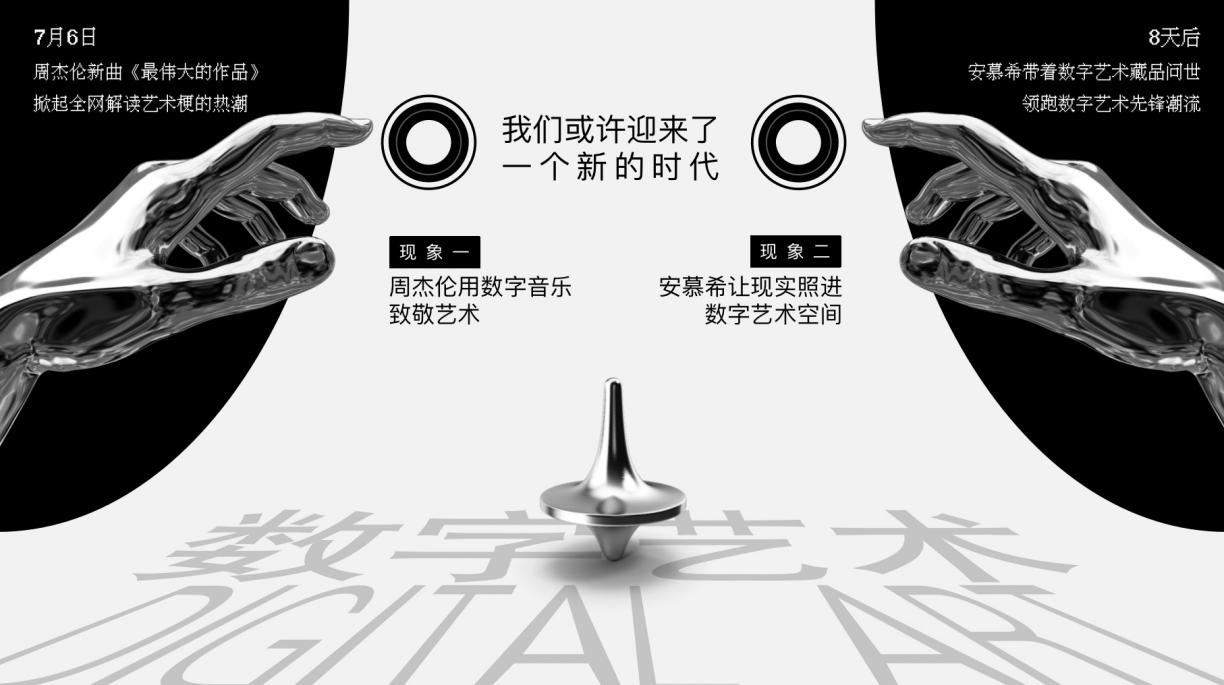 7月6日
周杰伦新曲《最伟大的作品》
掀起全网解读艺术梗的热潮
8天后
安慕希带着数字艺术藏品问世
领跑数字艺术先锋潮流
我们或许迎来了
一个新的时代
现象一
周杰伦用数字音乐
致敬艺术
现象二
安慕希让现实照进
数字艺术空间
数字艺术
DIGITAL ART